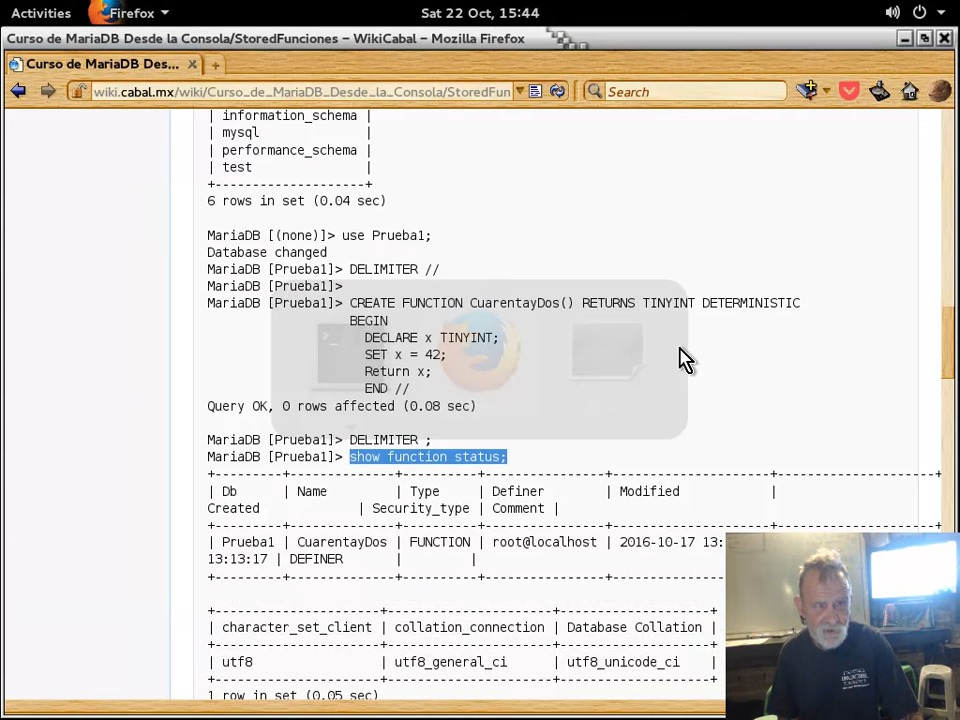 Activities Firefox Sat 22 Oct, 15:44
Curso de MariaDB Desde la Consola/StoredFunciones – WikiCabal – Mozilla Firefox
Curso de MariaDB Des...
wiki.cabal.mx/wiki/Curso_de_MariaDB_Desde_la_Consola/StoredFun Search
| information_schema |
| mysql |
| performance_schema |
| test |
+--------------------+
6 rows in set (0.04 sec)
MariaDB [(none)]> use Prueba1;
Database changed
MariaDB [Prueba1]> DELIMITER //
MariaDB [Prueba1]>
MariaDB [Prueba1]> CREATE FUNCTION CuarentayDos() RETURNS TINYINT DETERMINISTIC
BEGIN
DECLARE x TINYINT;
SET x = 42;
Return x;
END //
Query OK, 0 rows affected (0.08 sec)
MariaDB [Prueba1]> DELIMITER ;
MariaDB [Prueba1]> show function status;
+---------+--------------+----------+----------------+---------------------+---------------------+
| Db | Name | Type | Definer | Modified |
Created | Security_type | Comment |
+---------+--------------+----------+----------------+---------------------+---------------------+
| Prueba1 | CuarentayDos | FUNCTION | root@localhost | 2016-10-17 13:
13:13:17 | DEFINER | |
+---------+--------------+----------+----------------+---------------
+----------------------+----------------------+--------------------+
| character_set_client | collation_connection | Database Collation |
+----------------------+----------------------+--------------------+
| utf8 | utf8_general_ci | utf8_unicode_ci |
+----------------------+----------------------+--------------------+
1 row in set (0.05 sec)